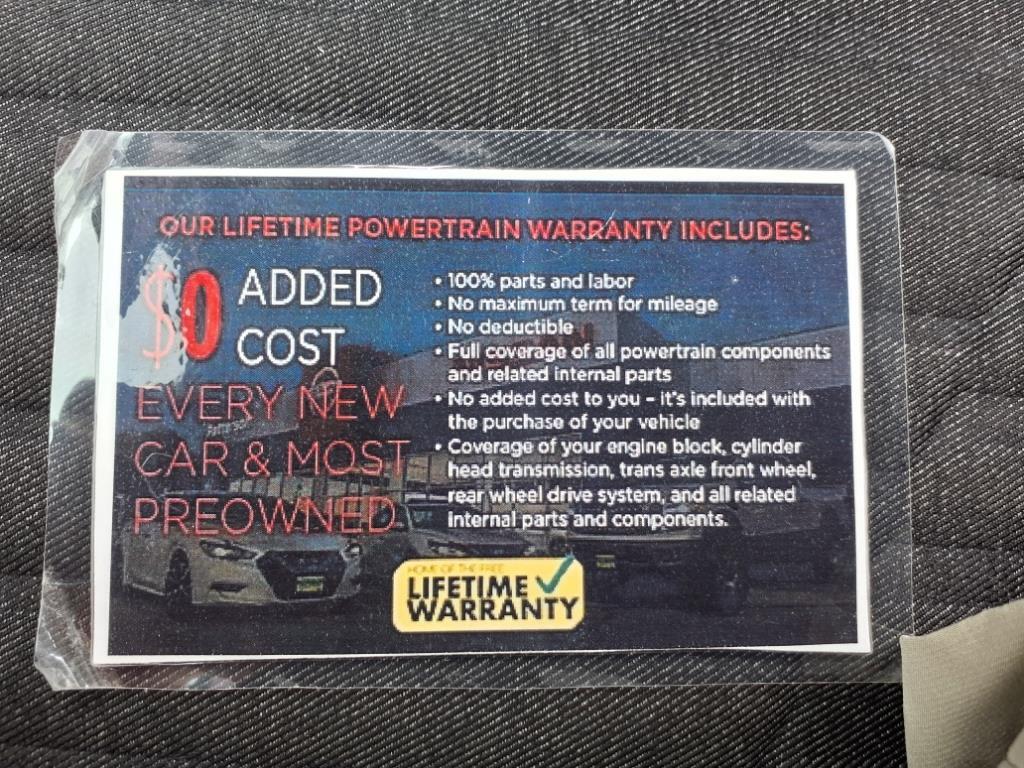 OUR LIFETIME POWERTRAIN WARRANTY INCLUDES:
$0 ADDED
COST
EVERY NEW
CAR & MOST
PREOWNED
• 100% parts and labor
• No maximum term for mileage
• No deductible
• Full coverage of all powertrain components
and related internal parts
• No added cost to you – it's included with
the purchase of your vehicle
• Coverage of your engine block, cylinder
head transmission, trans axle front wheel,
rear wheel drive system, and all related
internal parts and components.
HOME OF THE FREE
LIFETIME
WARRANTY